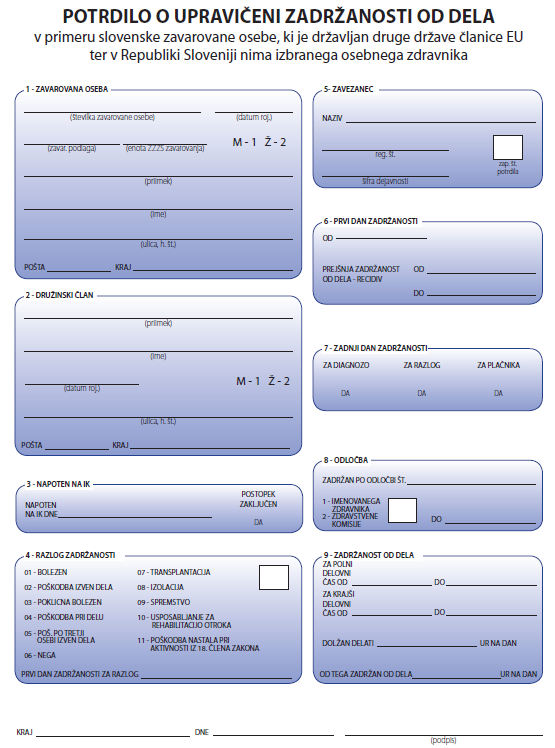 POTRDILO O UPRAVIČENI ZADRŽANOSTI OD DELA
v primeru slovenske zavarovane osebe, ki je državljan druge države članice EU
ter v Republiki Sloveniji nima izbranega osebnega zdravnika
1 - ZAVAROVANA OSEBA
(številka zavarovane osebe) (datum roj.)
(zavar. podlaga) (enota ZZZS zavarovanja) M - 1 Ž - 2
(priimek)
(ime)
(ulica, h. št.)
POŠTA KRAJ
2 - DRUŽINSKI ČLAN
(priimek)
(ime)
(datum roj.) M - 1 Ž - 2
(ulica, h. št.)
POŠTA KRAJ
3 - NAPOTEN NA IK
NAPOTEN
NA IK DNE
POSTOPEK
ZAKLJUČEN
DA
4 - RAZLOG ZADRŽANOSTI
01 - BOLEZEN
02 - POŠKODBA IZVEN DELA
03 - POKLICNA BOLEZEN
04 - POŠKODBA PRI DELU
05 - POŠ. PO TRETJI
OSEBI IZVEN DELA
06 - NEGA
07 - TRANSPLANTACIJA
08 - IZOLACIJA
09 - SPREMSTVO
10 - USPOSABLJANJE ZA
REHABILITACIJO OTROKA
11 - POŠKODBA NASTALA PRI
AKTIVNOSTI IZ 18. ČLENA ZAKONA
PRVI DAN ZADRŽANOSTI ZA RAZLOG
5- ZAVEZANEC
NAZIV
reg. št.
šifra dejavnosti
zap. št.
potrdila
6 - PRVI DAN ZADRŽANOSTI
OD
PREJŠNJA ZADRŽANOST OD
OD DELA - RECIDIV
DO
7 - ZADNJI DAN ZADRŽANOSTI
ZA DIAGNOZO ZA RAZLOG ZA PLAČNIKA
DA DA DA
8 - ODLOČBA
ZADRŽAN PO ODLOČBI ŠT.
1 - IMENOVANEGA
ZDRAVNIKA
2 - ZDRAVSTVENE
KOMISIJE
DO
9 - ZADRŽANOST OD DELA
ZA POLNI
DELOVNI
ČAS OD DO
ZA KRAJŠI
DELOVNI
ČAS OD DO
DOLŽAN DELATI UR NA DAN
OD TEGA ZADRŽAN OD DELA UR NA DAN
KRAJ DNE
(podpis)